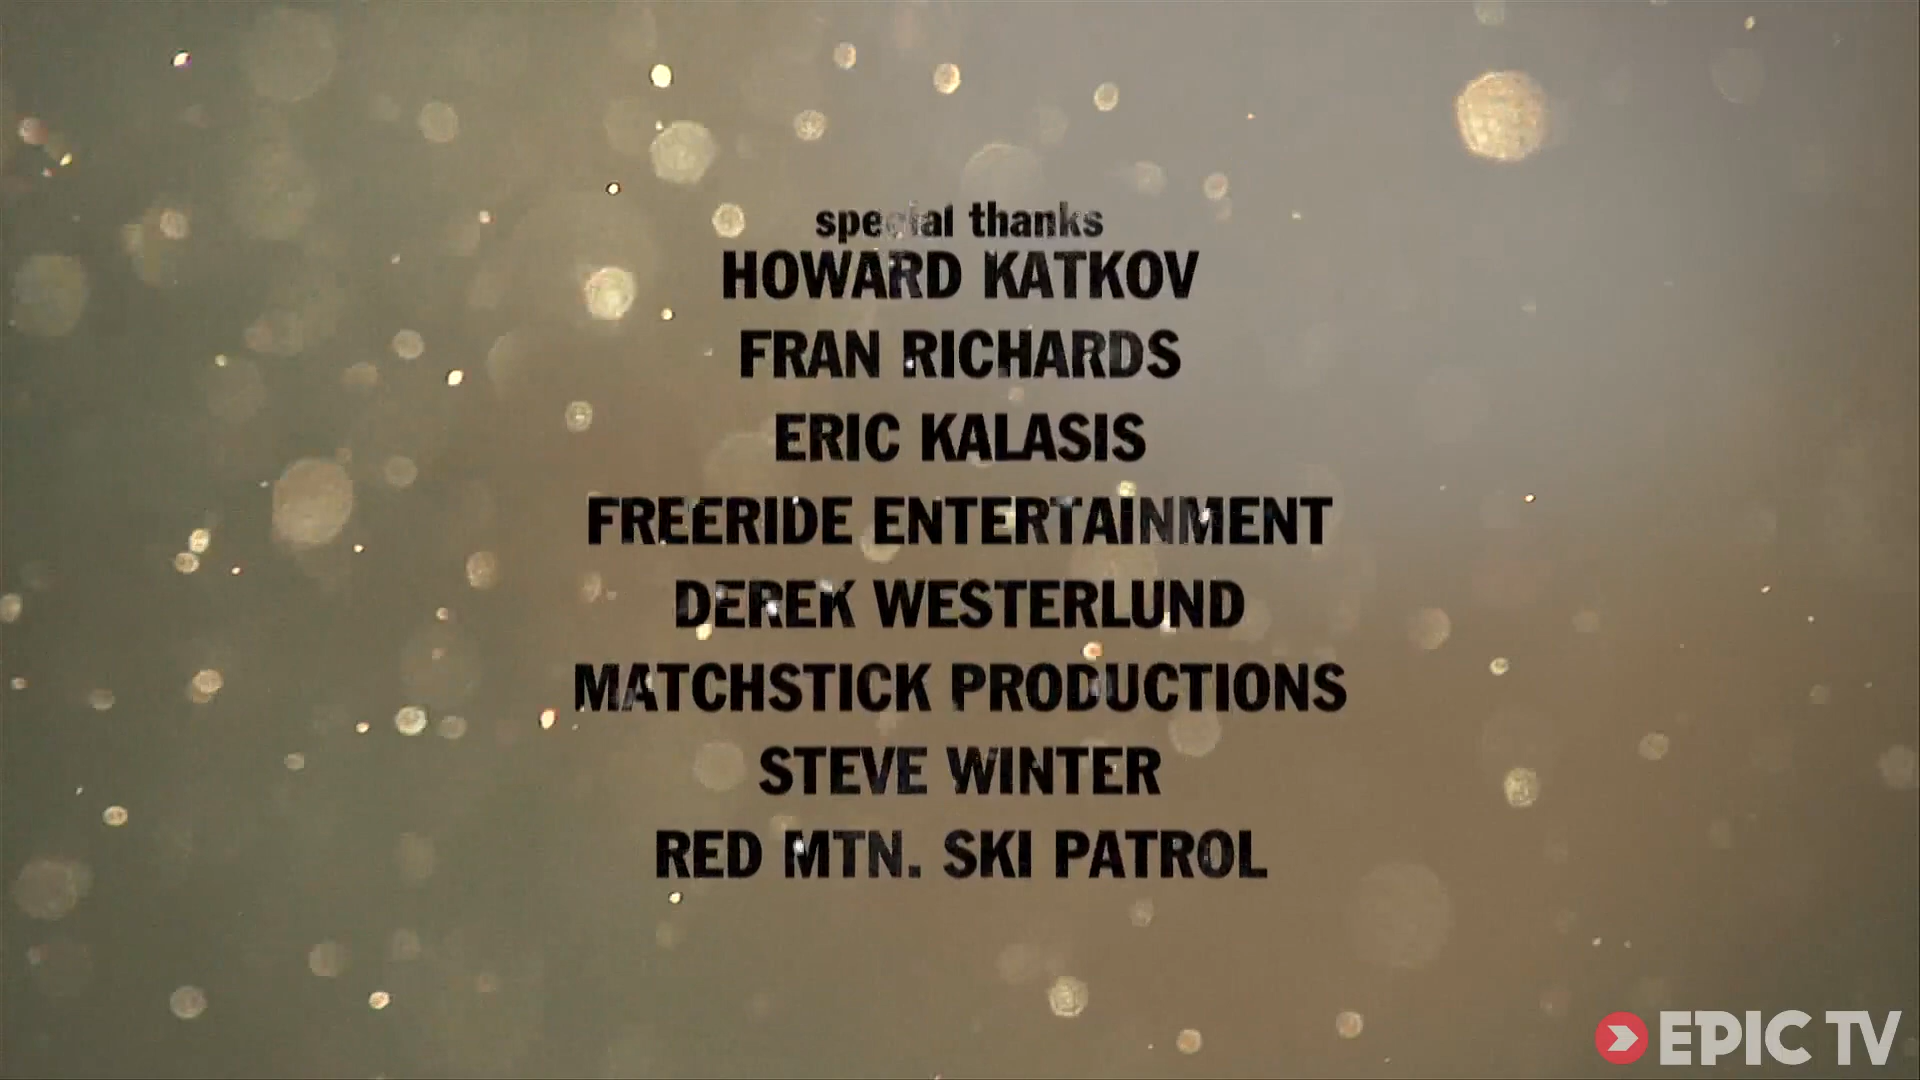 special thanks
HOWARD KATKOV
FRAN RICHARDS
ERIC KALASIS
FREERIDE ENTERTAINMENT
DEREK WESTERLUND
MATCHSTICK PRODUCTIONS
STEVE WINTER
RED MTN. SKI PATROL
EPIC TV